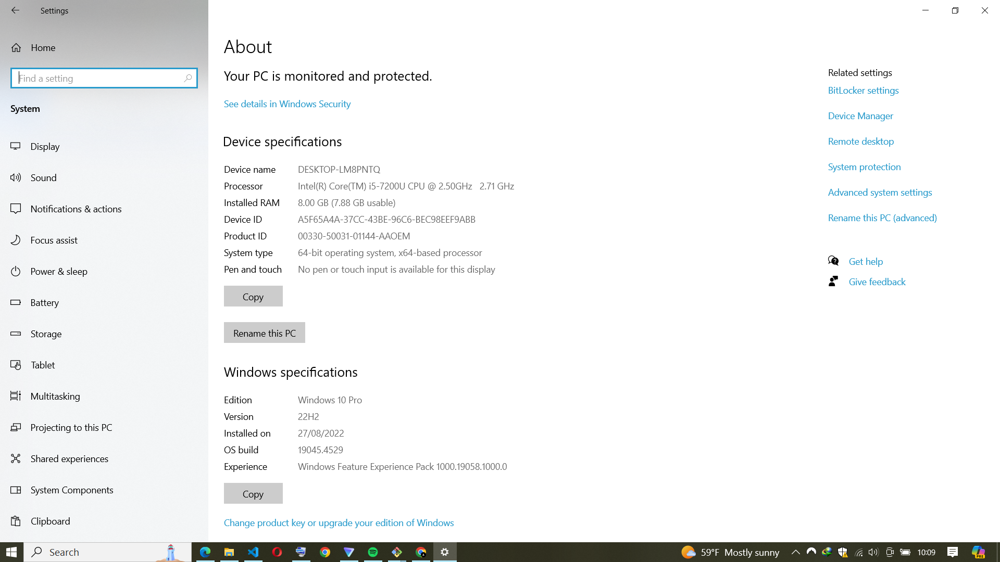 Settings
Home
Find a setting
System
Display
Sound
Notifications & actions
Focus assist
Power & sleep
Battery
Storage
Tablet
Multitasking
Projecting to this PC
Shared experiences
System Components
Clipboard
About
Your PC is monitored and protected.
See details in Windows Security
Device specifications
Device name DESKTOP-LM8PNTQ
Processor Intel(R) Core(TM) i5-7200U CPU @ 2.50GHz 2.71 GHz
Installed RAM 8.00 GB (7.88 GB usable)
Device ID A5F65A4A-37CC-43BE-96C6-BEC98EEF9ABB
Product ID 00330-50031-01144-AAOEM
System type 64-bit operating system, x64-based processor
Pen and touch No pen or touch input is available for this display
Copy
Rename this PC
Windows specifications
Edition Windows 10 Pro
Version 22H2
Installed on 27/08/2022
OS build 19045.4529
Experience Windows Feature Experience Pack 1000.19058.1000.0
Copy
Change product key or upgrade your edition of Windows
Related settings
BitLocker settings
Device Manager
Remote desktop
System protection
Advanced system settings
Rename this PC (advanced)
Get help
Give feedback
Search
59°F Mostly sunny
10:09
PRE